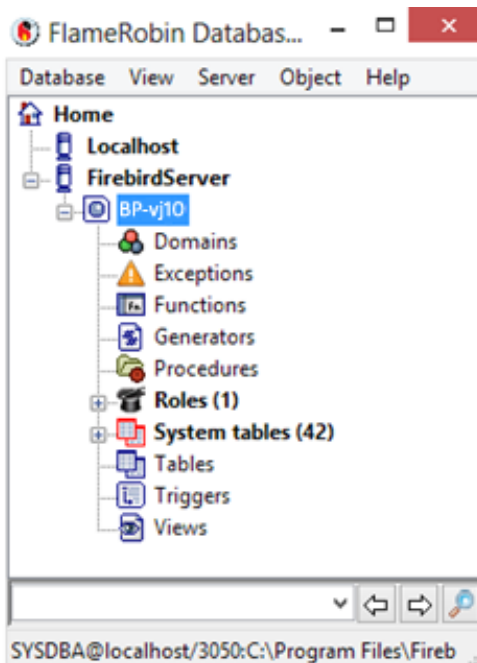 FlameRobin Databas...
Database View Server Object Help
Home
Localhost
FirebirdServer
BP-vj10
Domains
Exceptions
Fn Functions
Generators
Procedures
Roles (1)
System tables (42)
Tables
Triggers
Views
SYSDBA@localhost/3050:C:\Program Files\Fireb